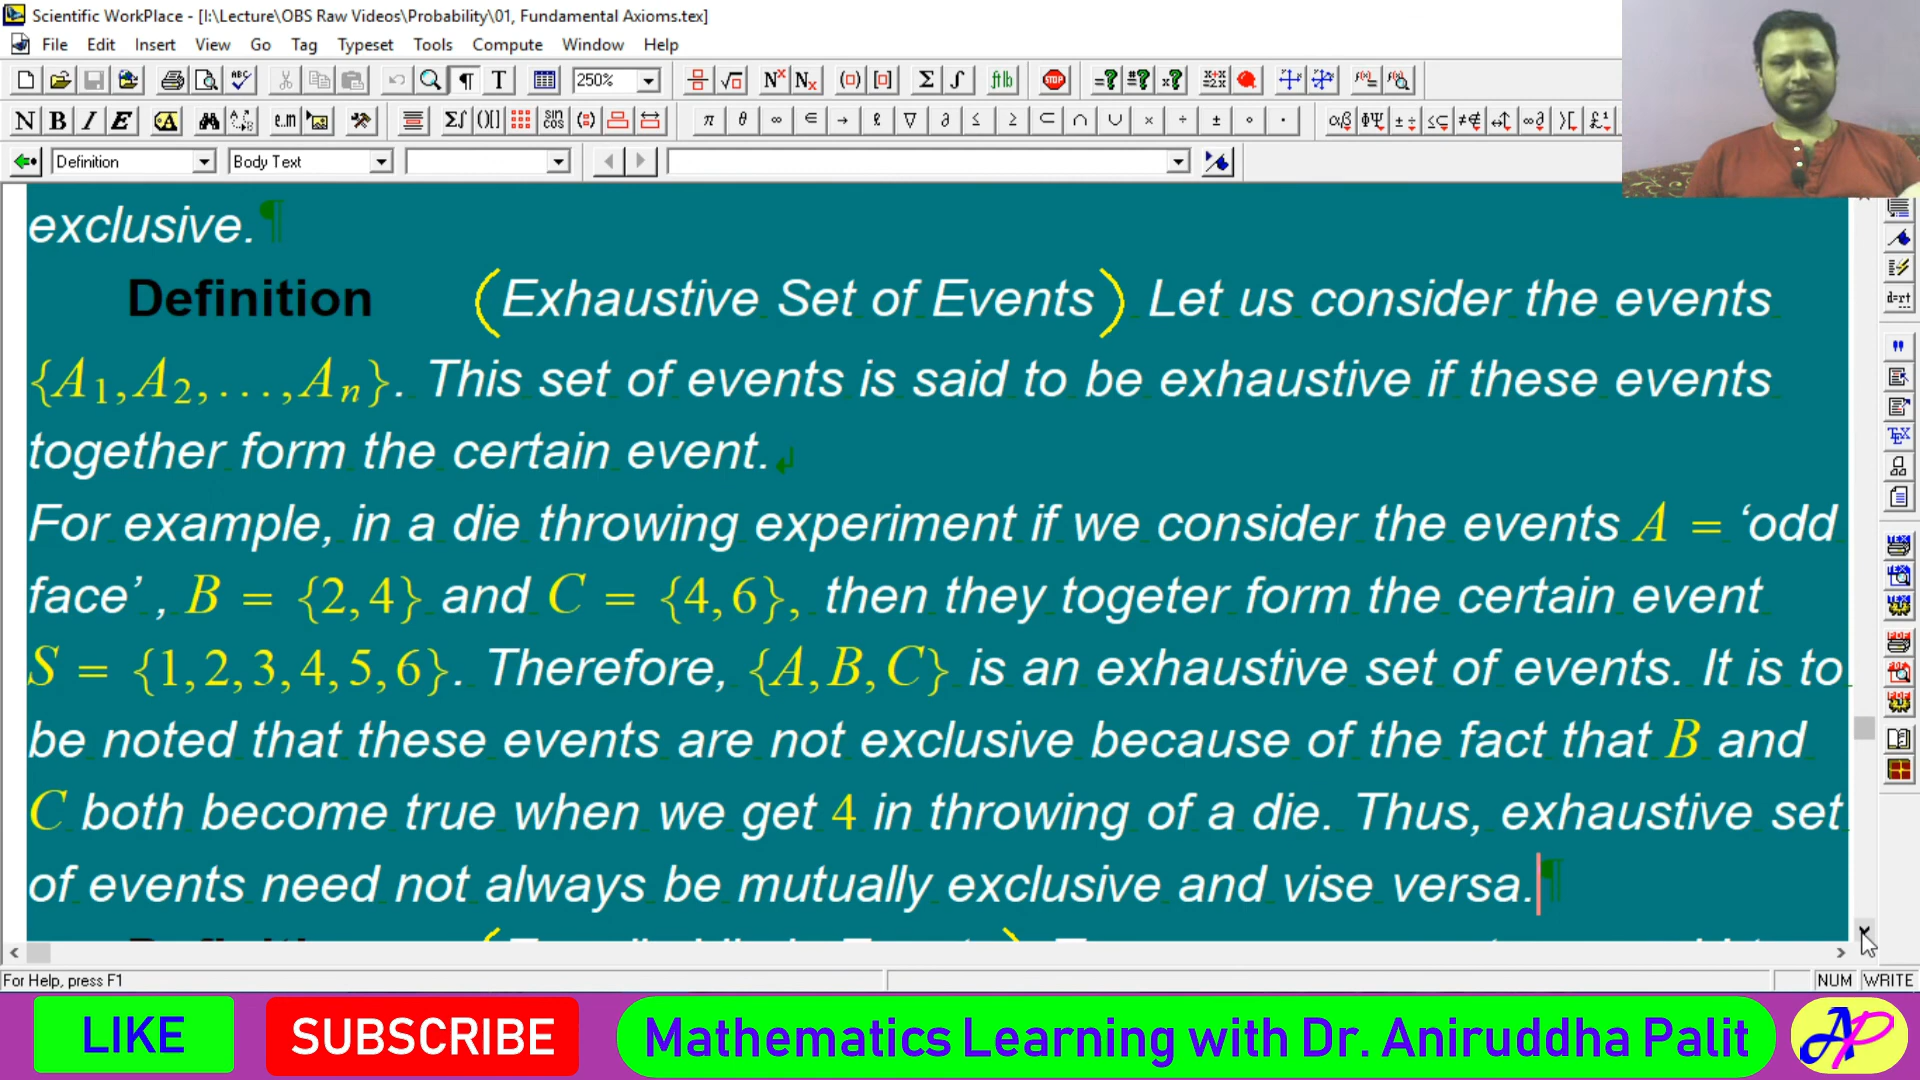 Scientific WorkPlace - [I:\Lecture\OBS Raw Videos\Probability\01, Fundamental Axioms.tex]
File Edit Insert View Go Tag Typeset Tools Compute Window Help
250%
Definition Body Text
exclusive.¶
Definition (Exhaustive Set of Events) Let us consider the events
{A₁,A₂,...,Aₙ}. This set of events is said to be exhaustive if these events
together form the certain event.↲
For example, in a die throwing experiment if we consider the events A = ‘odd
face’ , B = {2,4} and C = {4,6}, then they togeter form the certain event
S = {1,2,3,4,5,6}. Therefore, {A,B,C} is an exhaustive set of events. It is to
be noted that these events are not exclusive because of the fact that B and
C both become true when we get 4 in throwing of a die. Thus, exhaustive set
of events need not always be mutually exclusive and vise versa.¶
For Help, press F1
NUM WRITE
LIKE SUBSCRIBE Mathematics Learning with Dr. Aniruddha Palit AP